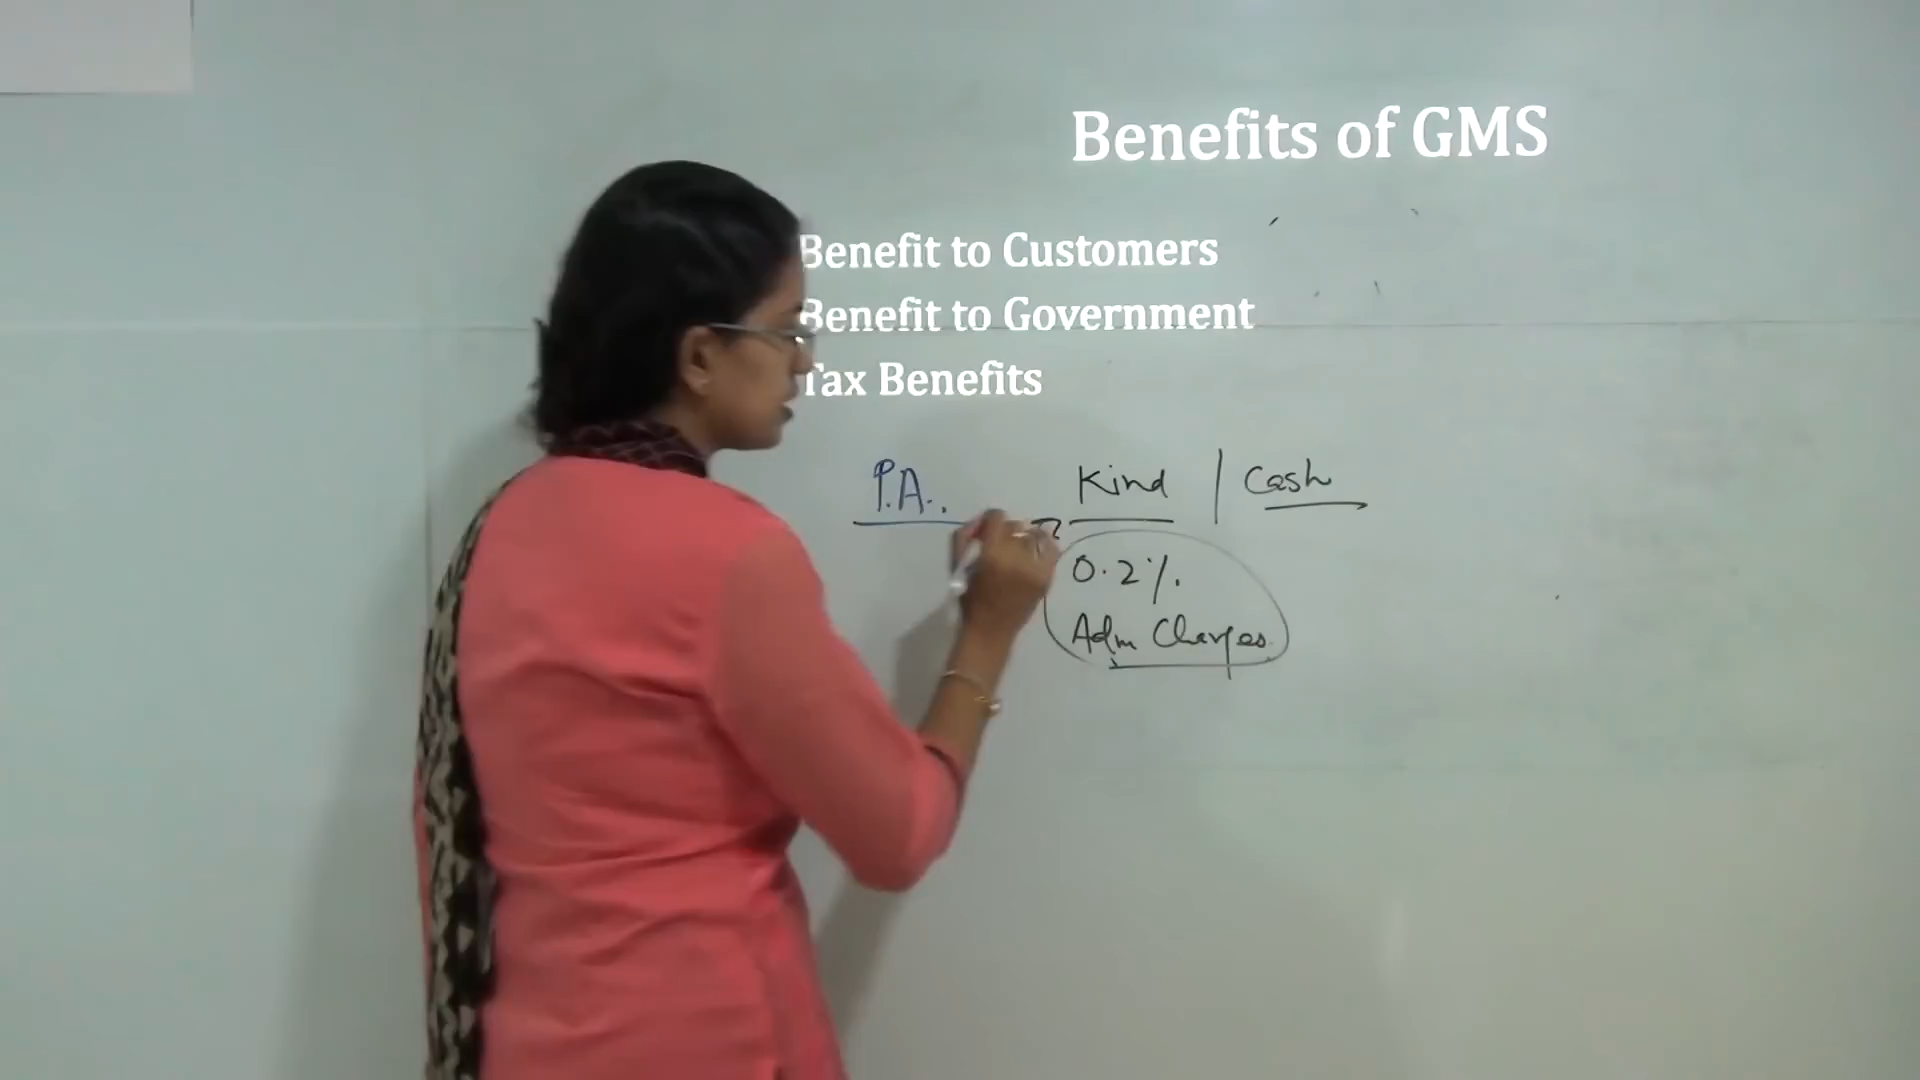 Benefits of GMS
Benefit to Customers
Benefit to Government
Tax Benefits
P.A. Kind | Cash
0.2%.
Adm Charges.